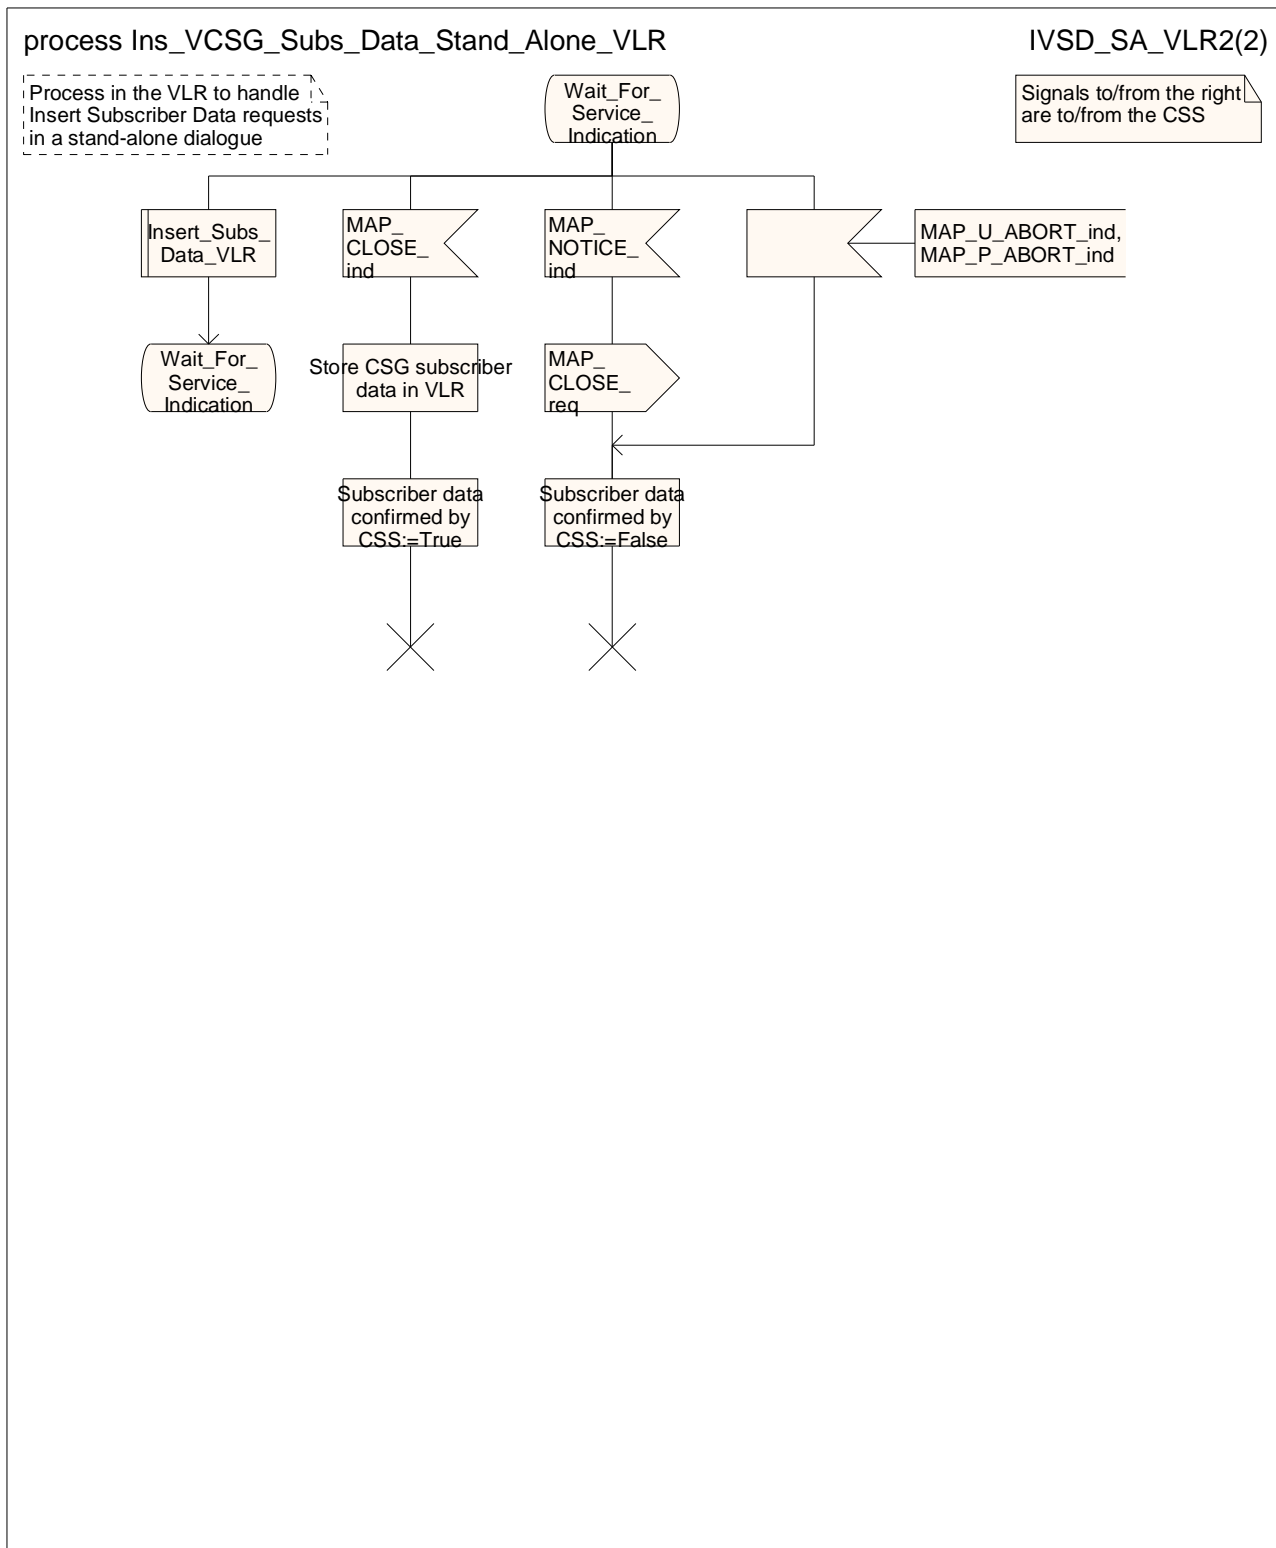 process Ins_VCSG_Subs_Data_Stand_Alone_VLR
IVSD_SA_VLR2(2)
Process in the VLR to handle
Insert Subscriber Data requests
in a stand-alone dialogue
Wait_For_
Service_
Indication
Signals to/from the right
are to/from the CSS
Insert_Subs_
Data_VLR
MAP_
CLOSE_
ind
MAP_
NOTICE_
ind
MAP_U_ABORT_ind,
MAP_P_ABORT_ind
Wait_For_
Service_
Indication
Store CSG subscriber
data in VLR
MAP_
CLOSE_
req
Subscriber data
confirmed by
CSS:=True
Subscriber data
confirmed by
CSS:=False